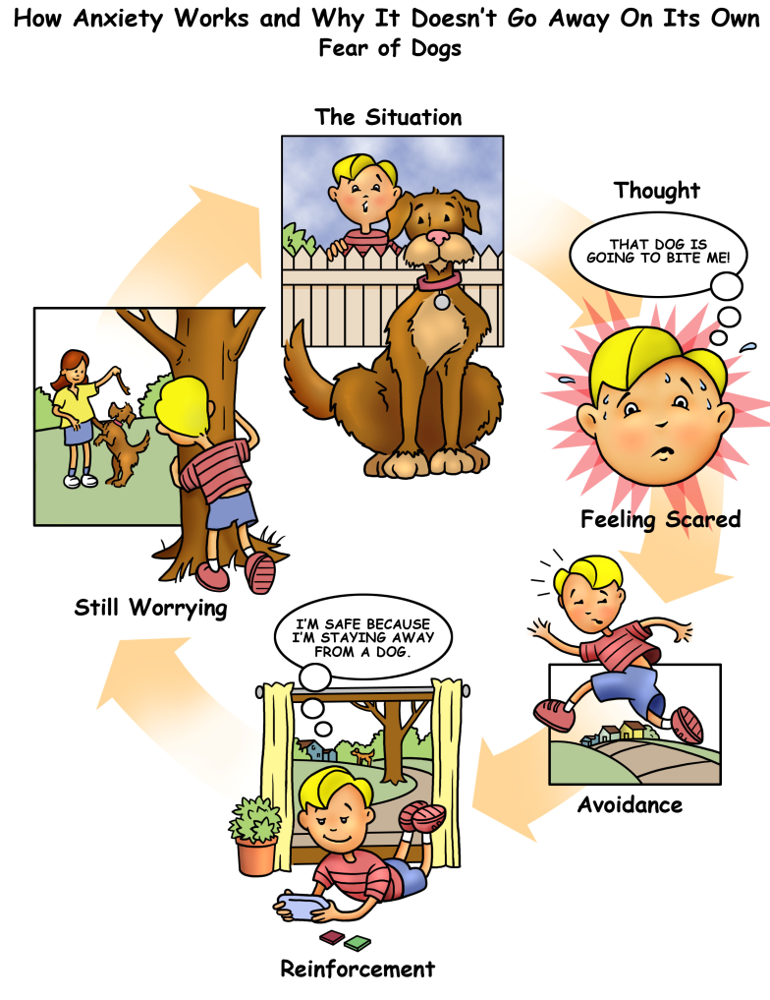 How Anxiety Works and Why It Doesn't Go Away On Its Own
Fear of Dogs
The Situation
Thought
THAT DOG IS
GOING TO BITE ME!
Feeling Scared
Avoidance
I'M SAFE BECAUSE
I'M STAYING AWAY
FROM A DOG.
Reinforcement
Still Worrying